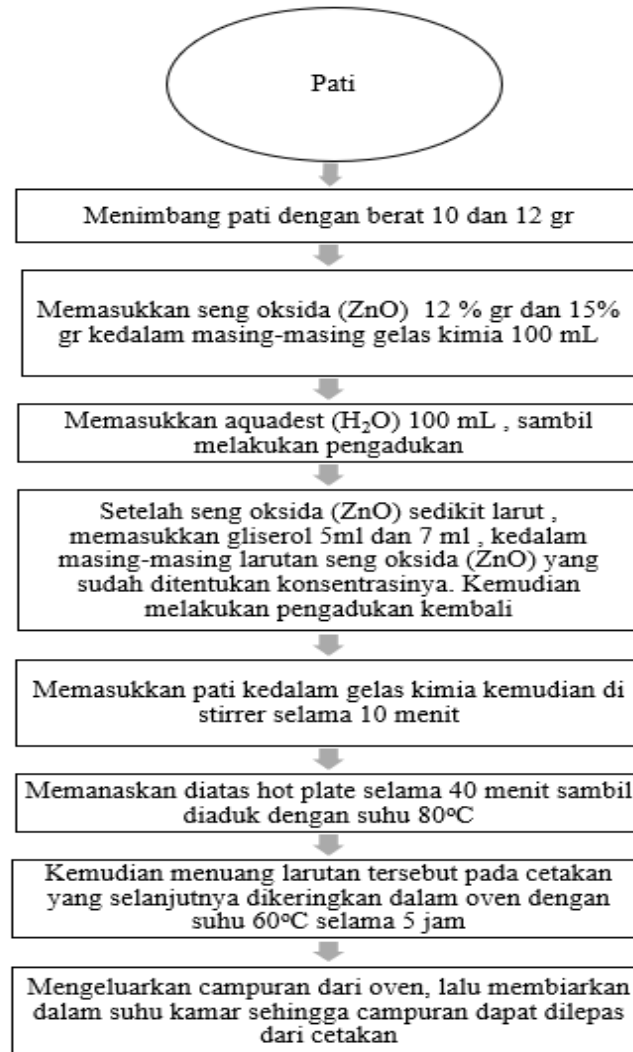 Pati
Menimbang pati dengan berat 10 dan 12 gr
Memasukkan seng oksida (ZnO) 12 % gr dan 15%
gr kedalam masing-masing gelas kimia 100 mL
Memasukkan aquadest (H₂O) 100 mL , sambil
melakukan pengadukan
Setelah seng oksida (ZnO) sedikit larut ,
memasukkan gliserol 5ml dan 7 ml , kedalam
masing-masing larutan seng oksida (ZnO) yang
sudah ditentukan konsentrasinya. Kemudian
melakukan pengadukan kembali
Memasukkan pati kedalam gelas kimia kemudian di
stirrer selama 10 menit
Memanaskan diatas hot plate selama 40 menit sambil
diaduk dengan suhu 80ºC
Kemudian menuang larutan tersebut pada cetakan
yang selanjutnya dikeringkan dalam oven dengan
suhu 60ºC selama 5 jam
Mengeluarkan campuran dari oven, lalu membiarkan
dalam suhu kamar sehingga campuran dapat dilepas
dari cetakan